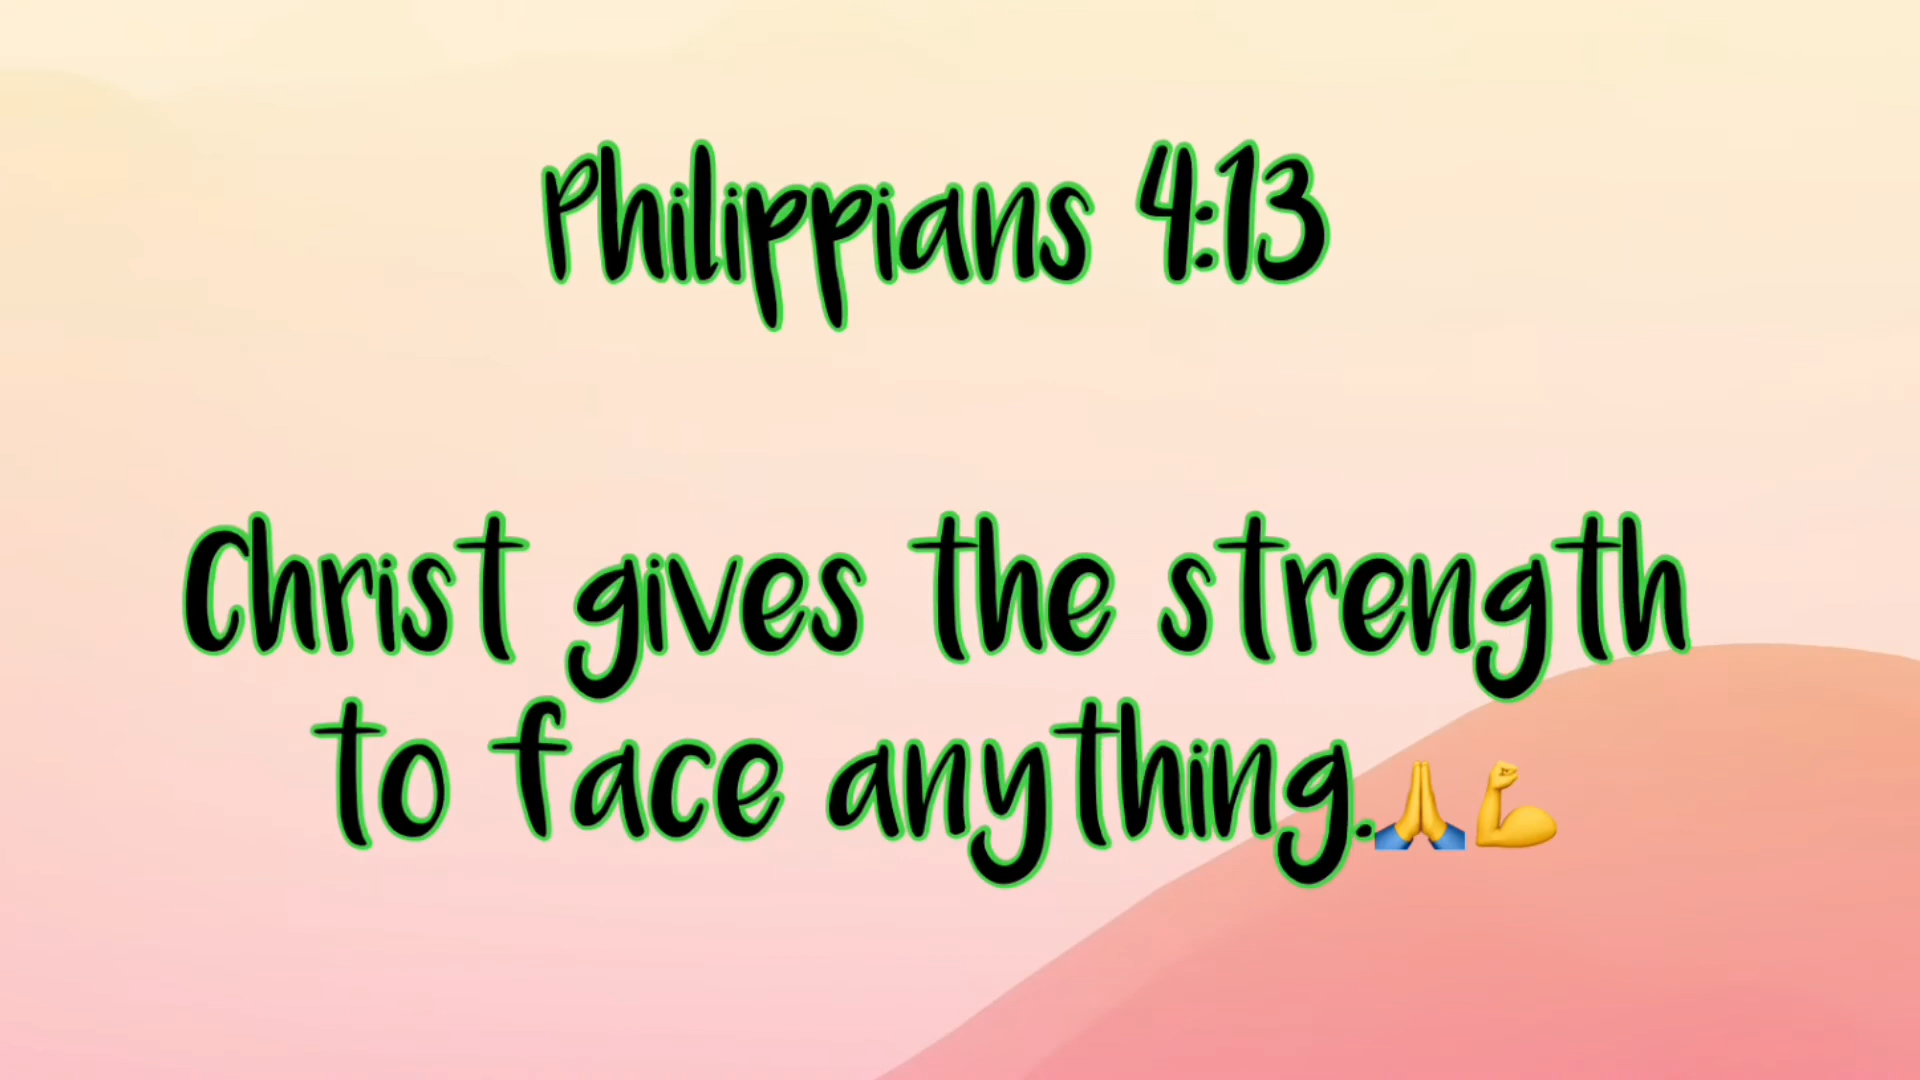 Philippians 4:13
Christ gives the strength
to face anything.🙏💪